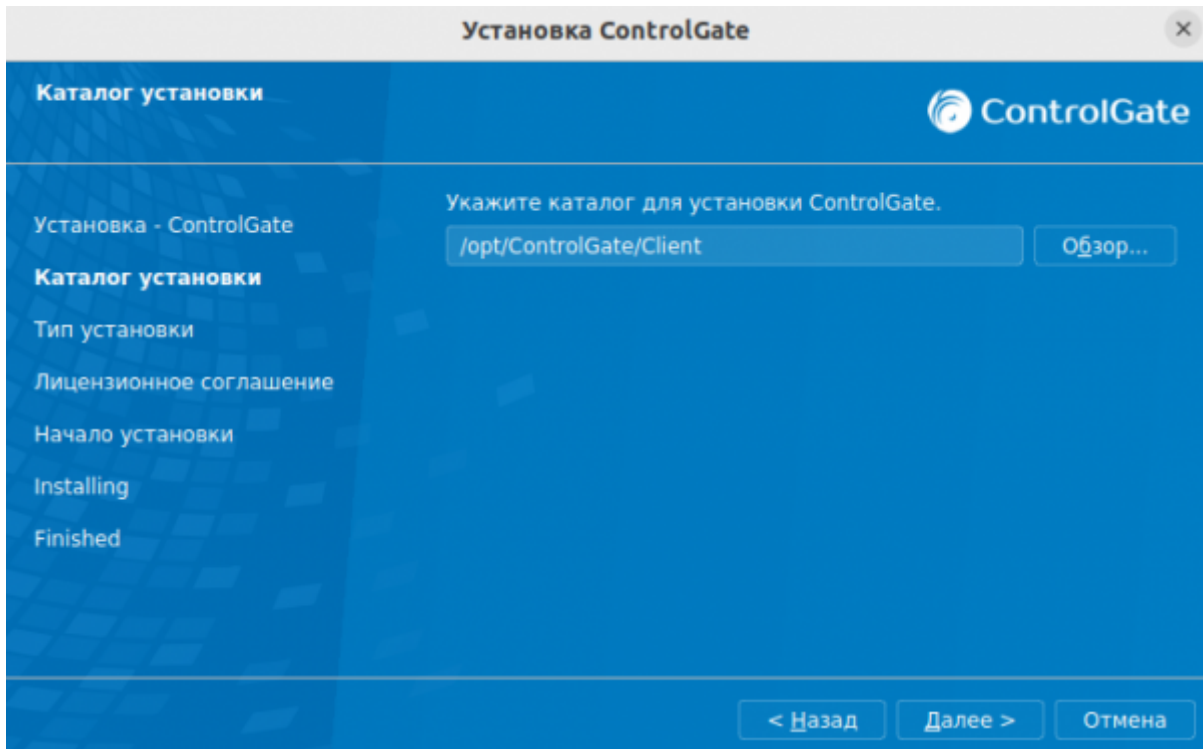 Установка ControlGate
Каталог установки
ControlGate
Установка - ControlGate
Каталог установки
Тип установки
Лицензионное соглашение
Начало установки
Installing
Finished
Укажите каталог для установки ControlGate.
/opt/ControlGate/Client
Обзор...
< Назад
Далее >
Отмена